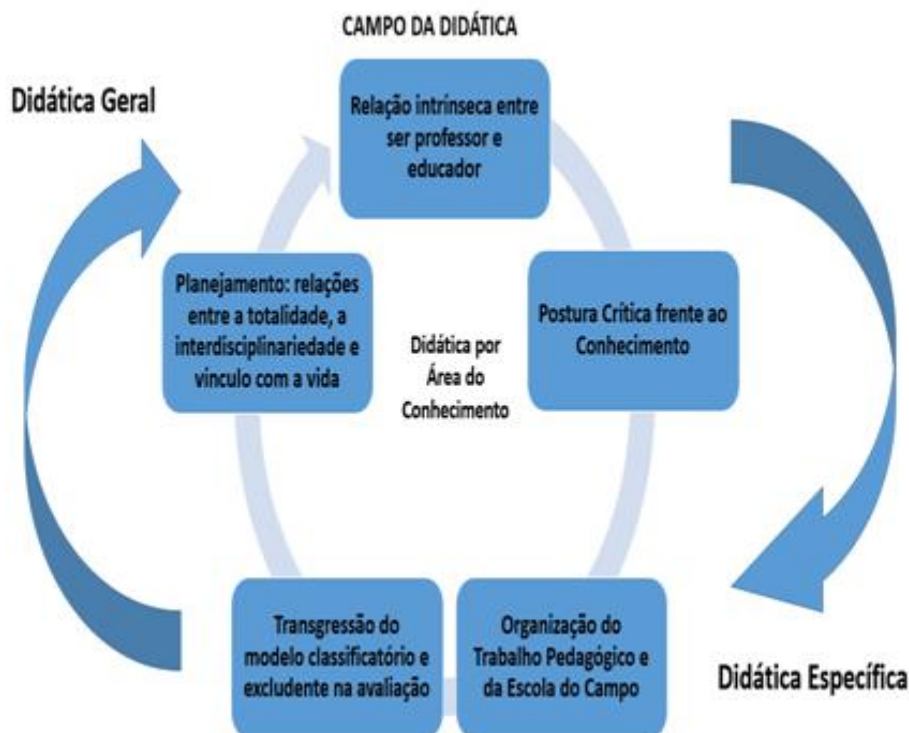 CAMPO DA DIDÁTICA
Didática Geral
Relação intrínseca entre
ser professor e
educador
Planejamento: relações
entre a totalidade, a
interdisciplinariedade e
vinculo com a vida
Didática por
Área do
Conhecimento
Postura Crítica frente ao
Conhecimento
Transgressão do
modelo classificatório e
excludente na avaliação
Organização do
Trabalho Pedagógico e
da Escola do Campo
Didática Específica